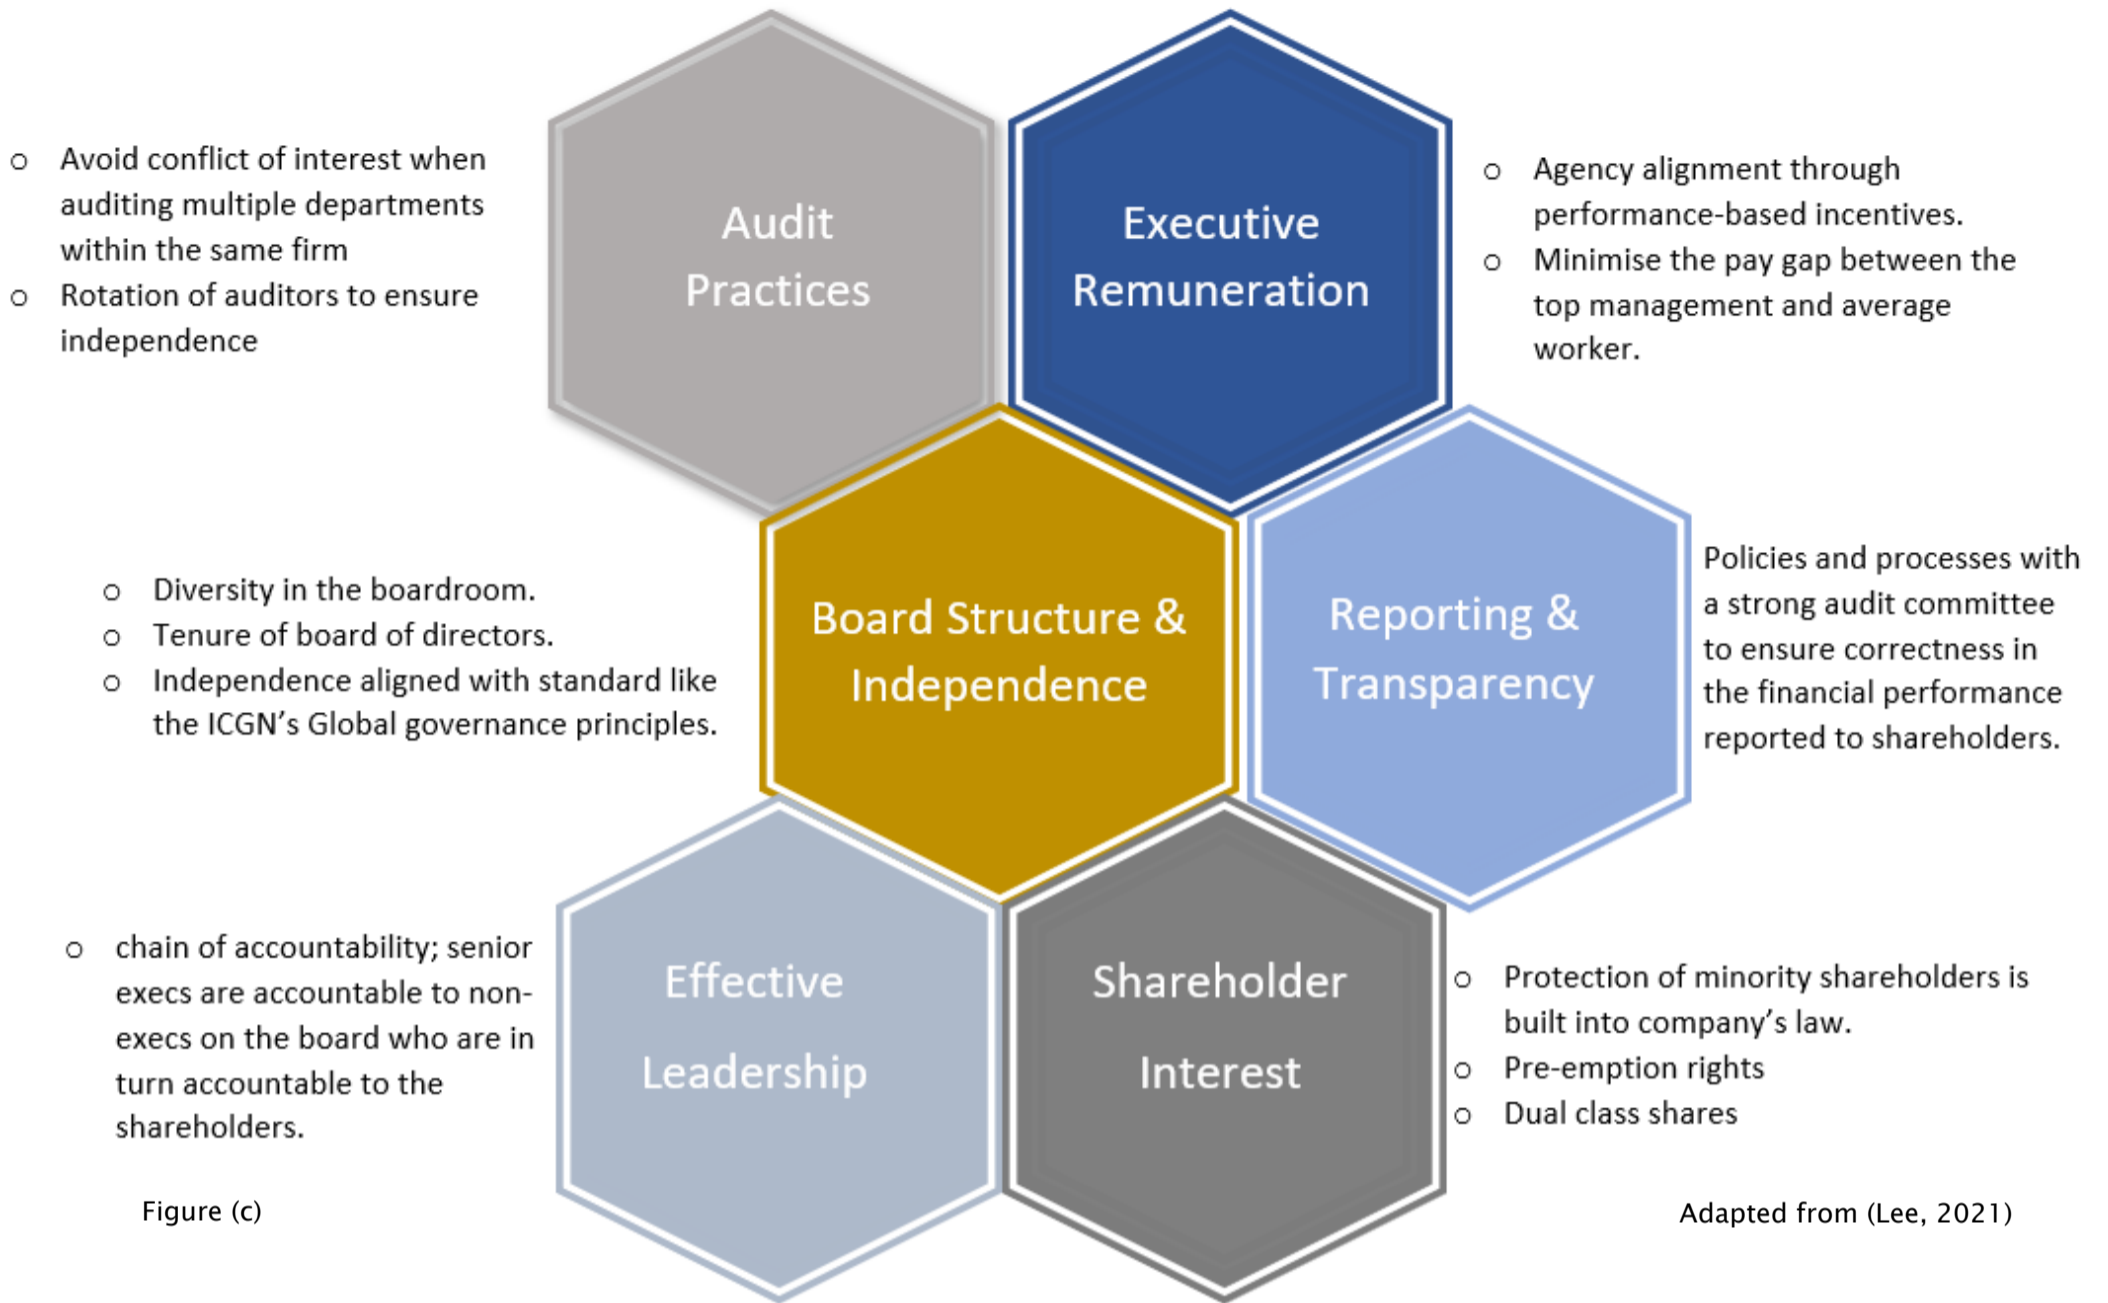 Audit
Practices
Executive
Remuneration
o Avoid conflict of interest when
auditing multiple departments
within the same firm
o Rotation of auditors to ensure
independence
o Agency alignment through
performance-based incentives.
o Minimise the pay gap between the
top management and average
worker.
o Diversity in the boardroom.
o Tenure of board of directors.
o Independence aligned with standard like
the ICGN’s Global governance principles.
Board Structure &
Independence
Reporting &
Transparency
Policies and processes with
a strong audit committee
to ensure correctness in
the financial performance
reported to shareholders.
o chain of accountability; senior
execs are accountable to non-
execs on the board who are in
turn accountable to the
shareholders.
Effective
Leadership
Shareholder
Interest
o Protection of minority shareholders is
built into company’s law.
o Pre-emption rights
o Dual class shares
Figure (c)
Adapted from (Lee, 2021)